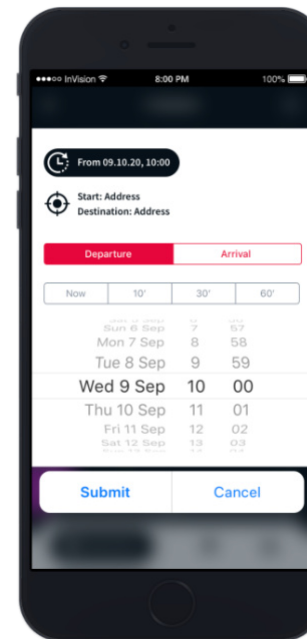 InVision 8:00 PM 100%
From 09.10.20, 10:00
Start: Address
Destination: Address
Departure Arrival
Now 10' 30' 60'
Sun 6 Sep 7 57
Mon 7 Sep 8 58
Tue 8 Sep 9 59
Wed 9 Sep 10 00
Thu 10 Sep 11 01
Fri 11 Sep 12 02
Sat 12 Sep 13 03
Submit Cancel